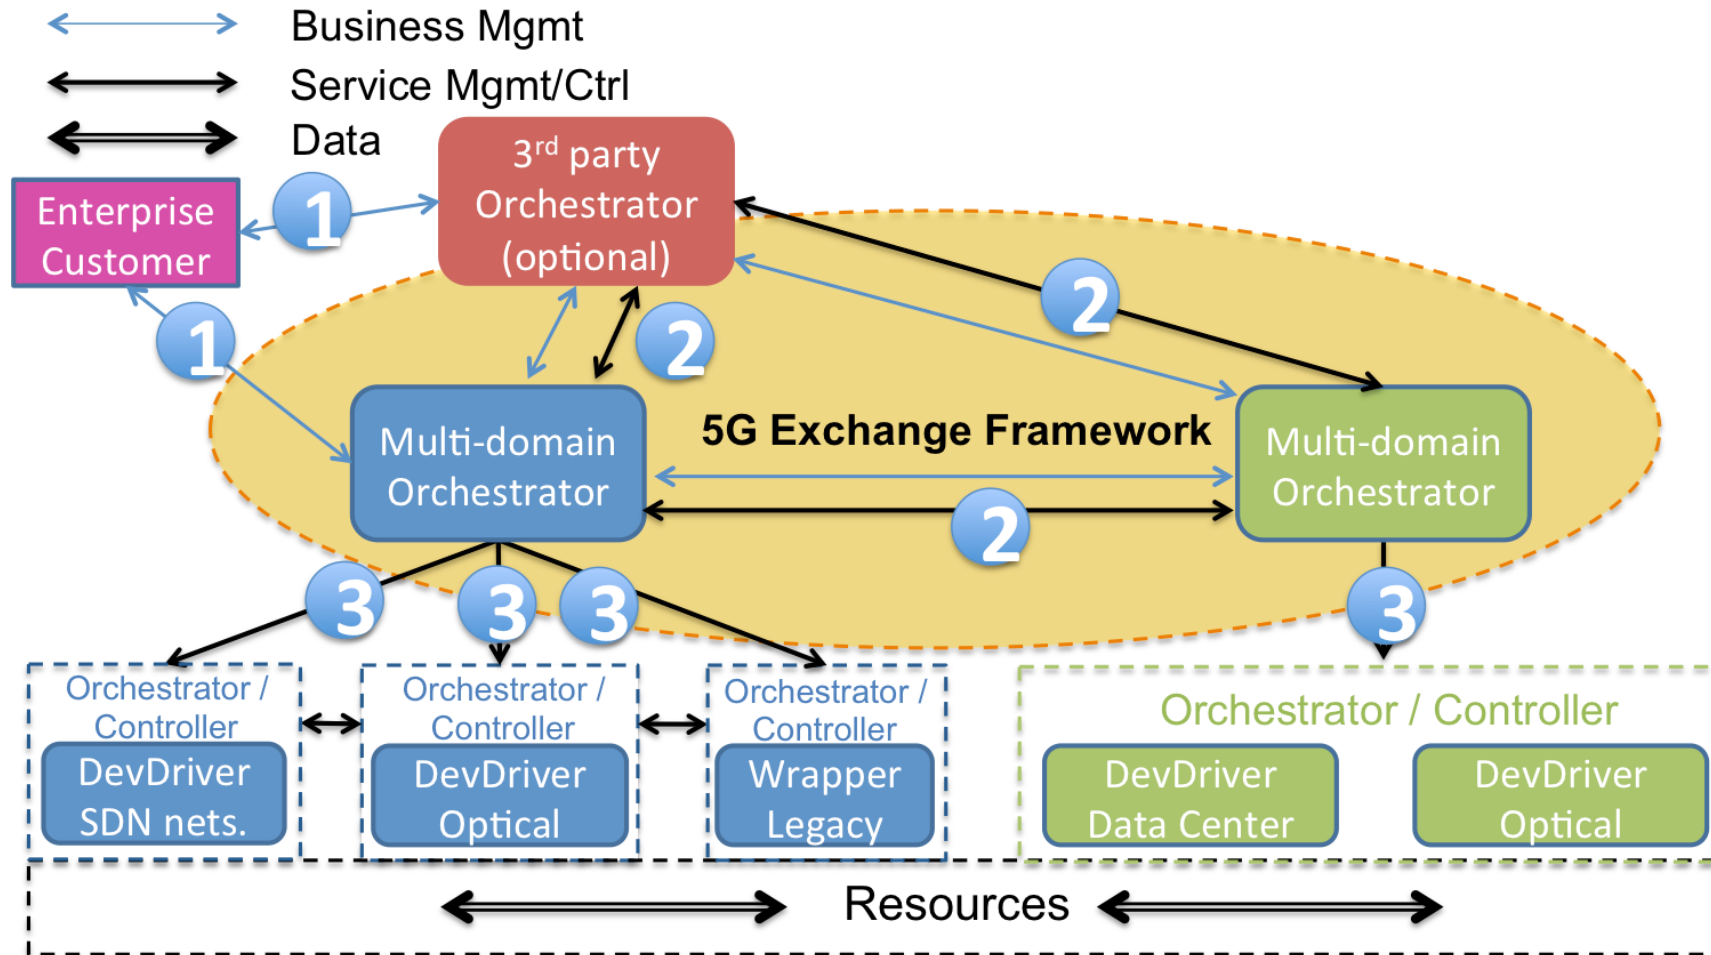 Business Mgmt
Service Mgmt/Ctrl
Data
3rd party
Orchestrator
(optional)
Enterprise
Customer
1
1
2
2
Multi-domain
Orchestrator
5G Exchange Framework
Multi-domain
Orchestrator
2
3
3
3
3
Orchestrator /
Controller
DevDriver
SDN nets.
Orchestrator /
Controller
DevDriver
Optical
Orchestrator /
Controller
Wrapper
Legacy
Orchestrator / Controller
DevDriver
Data Center
DevDriver
Optical
Resources